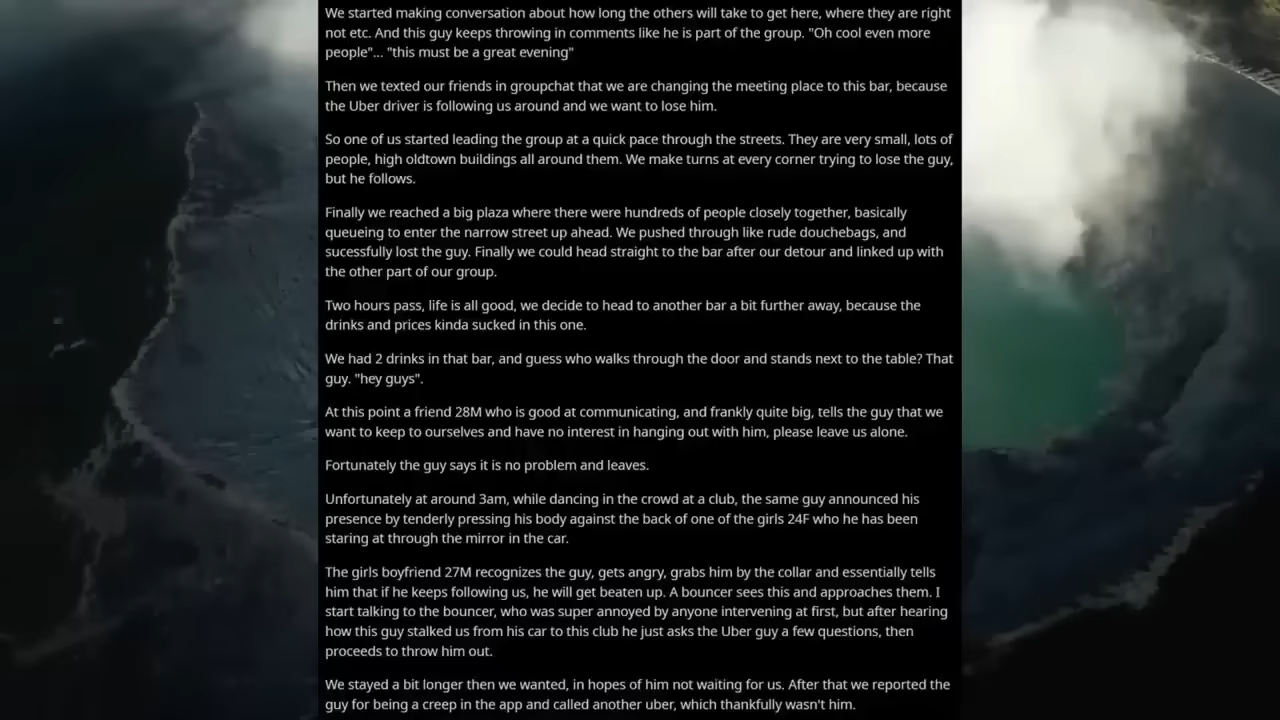 We started making conversation about how long the others will take to get here, where they are right
not etc. And this guy keeps throwing in comments like he is part of the group. "Oh cool even more
people"... "this must be a great evening"
Then we texted our friends in groupchat that we are changing the meeting place to this bar, because
the Uber driver is following us around and we want to lose him.
So one of us started leading the group at a quick pace through the streets. They are very small, lots of
people, high oldtown buildings all around them. We make turns at every corner trying to lose the guy,
but he follows.
Finally we reached a big plaza where there were hundreds of people closely together, basically
queueing to enter the narrow street up ahead. We pushed through like rude douchebags, and
sucessfully lost the guy. Finally we could head straight to the bar after our detour and linked up with
the other part of our group.
Two hours pass, life is all good, we decide to head to another bar a bit further away, because the
drinks and prices kinda sucked in this one.
We had 2 drinks in that bar, and guess who walks through the door and stands next to the table? That
guy. "hey guys".
At this point a friend 28M who is good at communicating, and frankly quite big, tells the guy that we
want to keep to ourselves and have no interest in hanging out with him, please leave us alone.
Fortunately the guy says it is no problem and leaves.
Unfortunately at around 3am, while dancing in the crowd at a club, the same guy announced his
presence by tenderly pressing his body against the back of one of the girls 24F who he has been
staring at through the mirror in the car.
The girls boyfriend 27M recognizes the guy, gets angry, grabs him by the collar and essentially tells
him that if he keeps following us, he will get beaten up. A bouncer sees this and approaches them. I
start talking to the bouncer, who was super annoyed by anyone intervening at first, but after hearing
how this guy stalked us from his car to this club he just asks the Uber guy a few questions, then
proceeds to throw him out.
We stayed a bit longer then we wanted, in hopes of him not waiting for us. After that we reported the
guy for being a creep in the app and called another uber, which thankfully wasn't him.